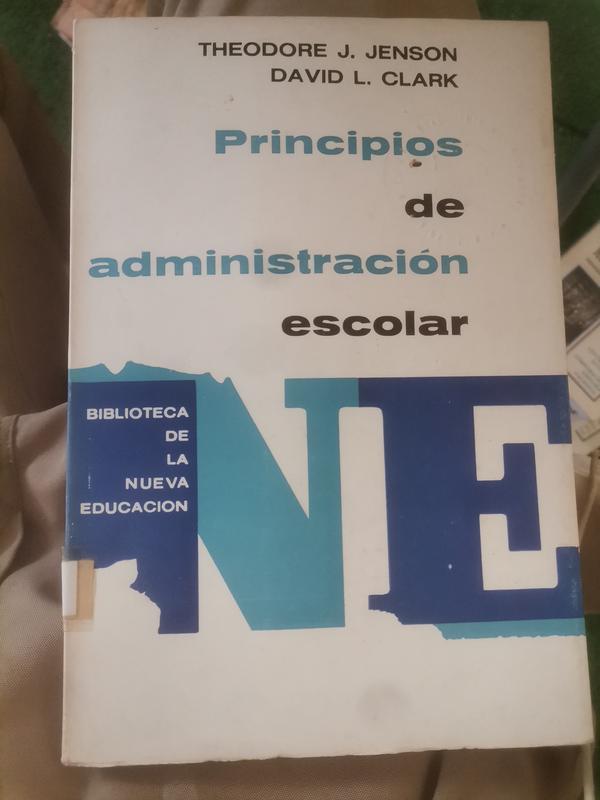 THEODORE J. JENSON
DAVID L. CLARK
Principios
de
administración
escolar
BIBLIOTECA
DE
LA
NUEVA
EDUCACION
NE